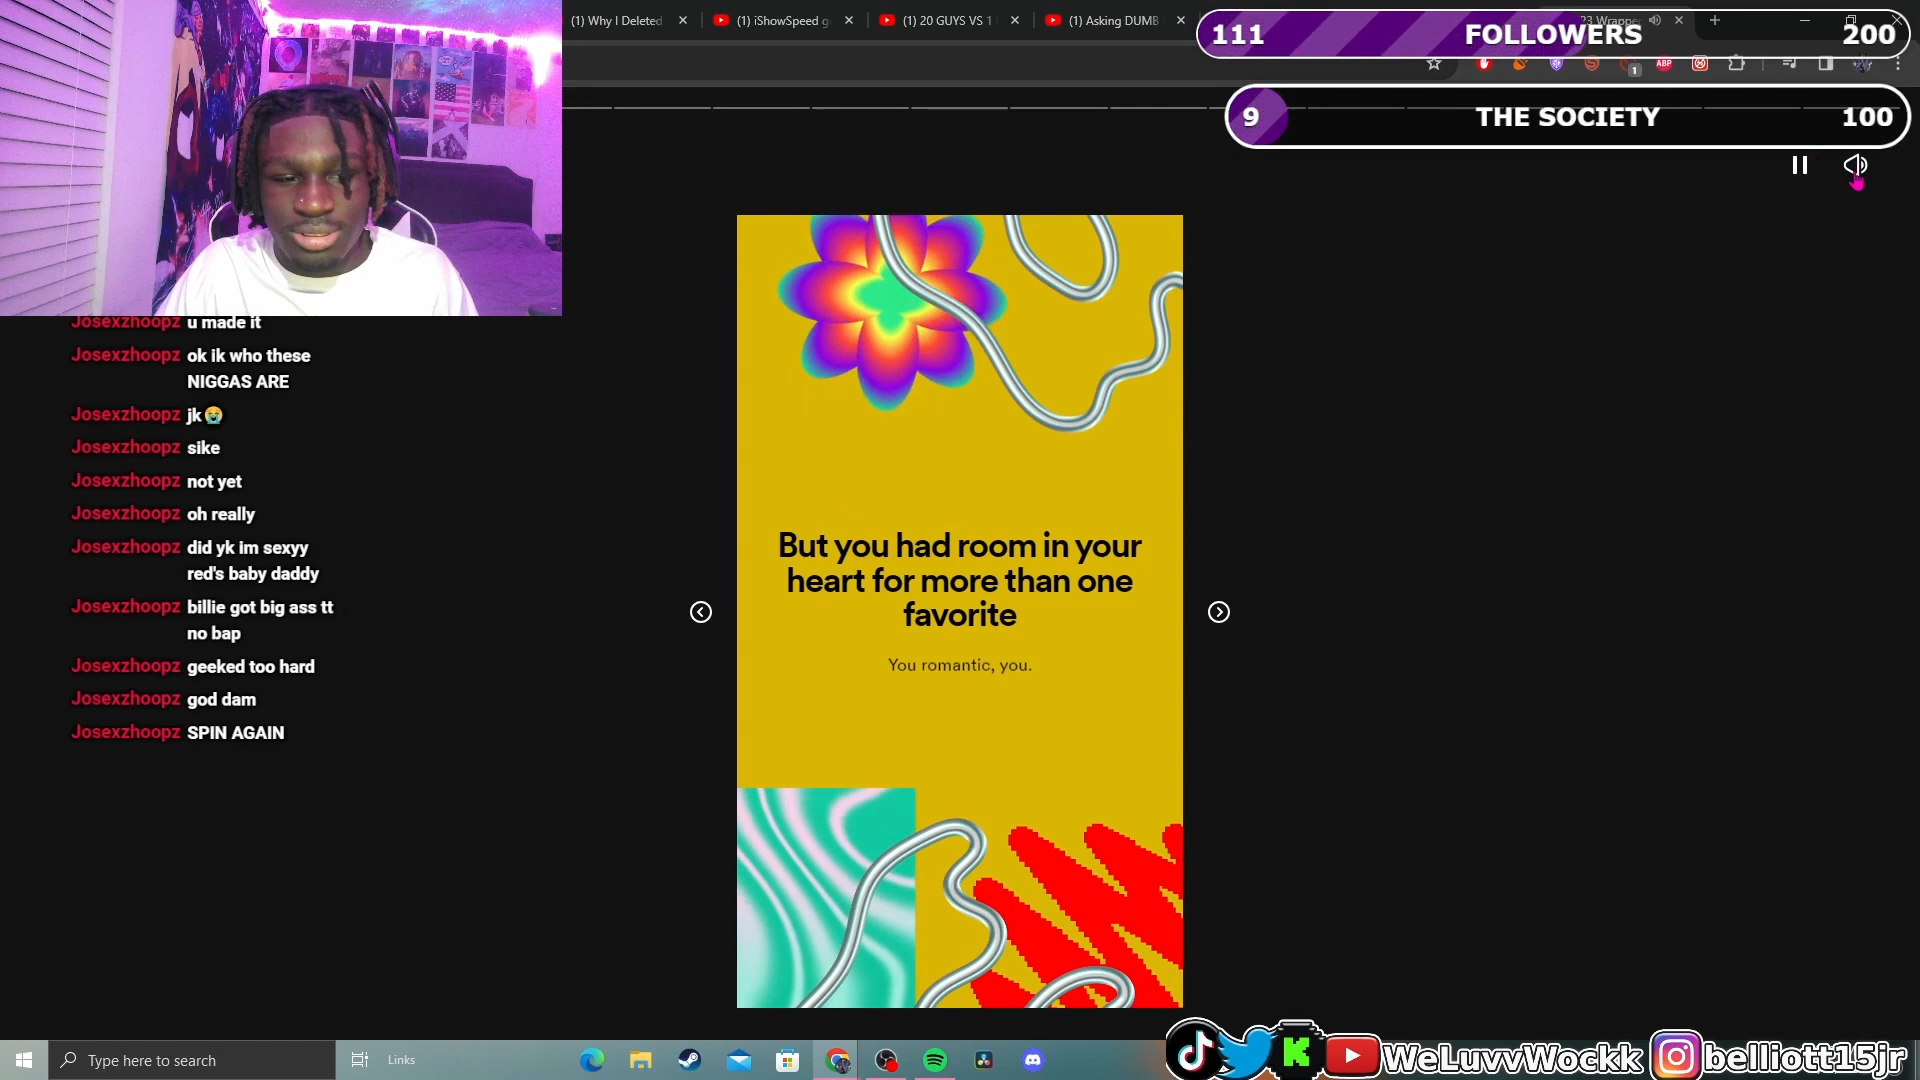 (1) Why I Deleted
(1) iShowSpeed g
(1) 20 GUYS VS 1
(1) Asking DUMB
23 Wrappe
111 FOLLOWERS 200
1
ABP
9 THE SOCIETY 100
Josexzhoopz u made it
Josexzhoopz ok ik who these
NIGGAS ARE
Josexzhoopz jk😭
Josexzhoopz sike
Josexzhoopz not yet
Josexzhoopz oh really
Josexzhoopz did yk im sexyy
red's baby daddy
Josexzhoopz billie got big ass tt
no bap
Josexzhoopz geeked too hard
Josexzhoopz god dam
Josexzhoopz SPIN AGAIN
But you had room in your
heart for more than one
favorite
You romantic, you.
Type here to search
Links
K
WeLuvvWockk
belliott15jr